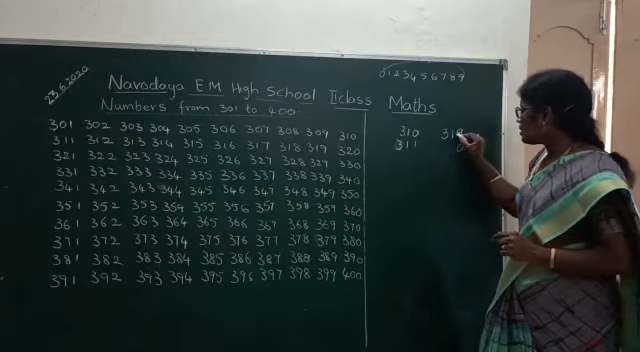 0123456789
23.6.2020
Navodaya EM High School II class Maths
Numbers from 301 to 400
301 302 303 304 305 306 307 308 309 310
311 312 313 314 315 316 317 318 319 320
321 322 323 324 325 326 327 328 329 330
331 332 333 334 335 336 337 338 339 340
341 342 343 344 345 346 347 348 349 350
351 352 353 354 355 356 357 358 359 360
361 362 363 364 365 366 367 368 369 370
371 372 373 374 375 376 377 378 379 380
381 382 383 384 385 386 387 388 389 390
391 392 393 394 395 396 397 398 399 400
310
311